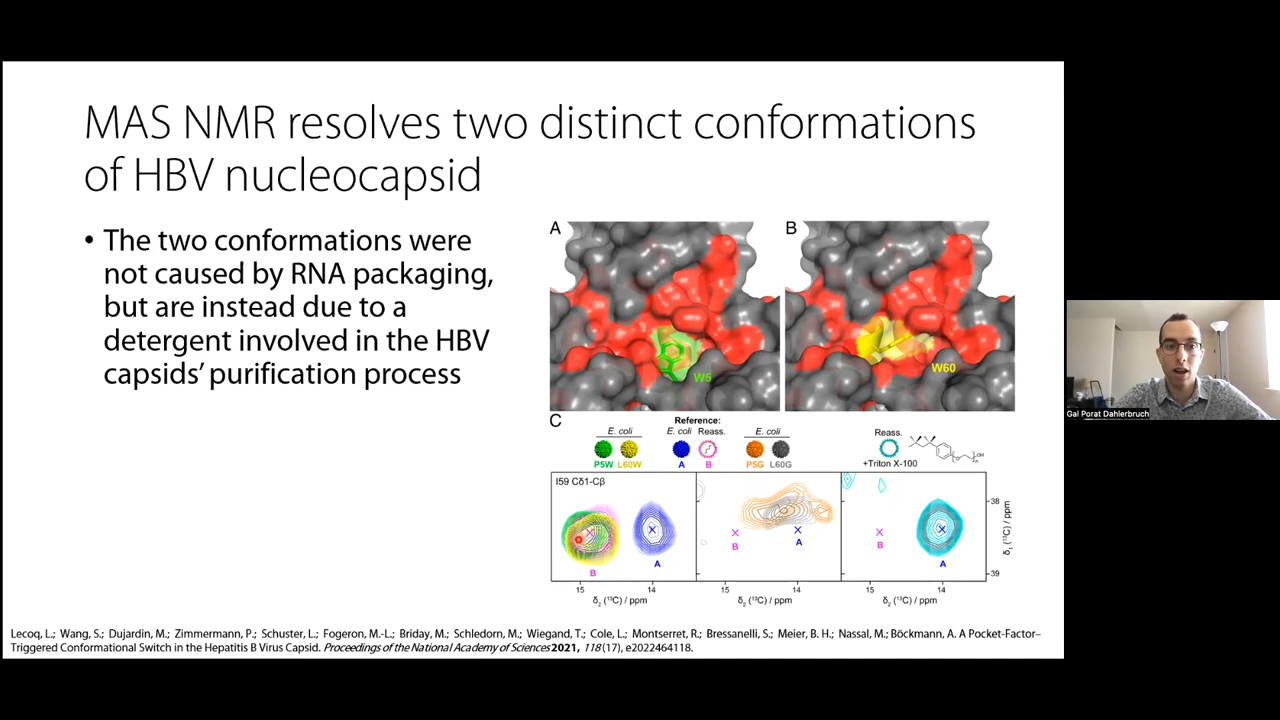 MAS NMR resolves two distinct conformations
of HBV nucleocapsid
• The two conformations were
not caused by RNA packaging,
but are instead due to a
detergent involved in the HBV
capsids’ purification process
A
W5
B
W60
C
Reference:
E. coli
E. coli Reass.
E. coli
Reass.
P5W L60W
A B
P5G L60G
+Triton X-100
OH
I59 Cδ1-Cβ
B
A
B
A
B
A
38
39
δ₁ (¹³C) / ppm
15 14
15 14
15 14
δ₂ (¹³C) / ppm
δ₂ (¹³C) / ppm
δ₂ (¹³C) / ppm
Lecoq, L.; Wang, S.; Dujardin, M.; Zimmermann, P.; Schuster, L.; Fogeron, M.-L.; Briday, M.; Schledorn, M.; Wiegand, T.; Cole, L.; Montserret, R.; Bressanelli, S.; Meier, B. H.; Nassal, M.; Böckmann, A. A Pocket-Factor–
Triggered Conformational Switch in the Hepatitis B Virus Capsid. Proceedings of the National Academy of Sciences 2021, 118 (17), e2022464118.
Gal Porat Dahlerbruch